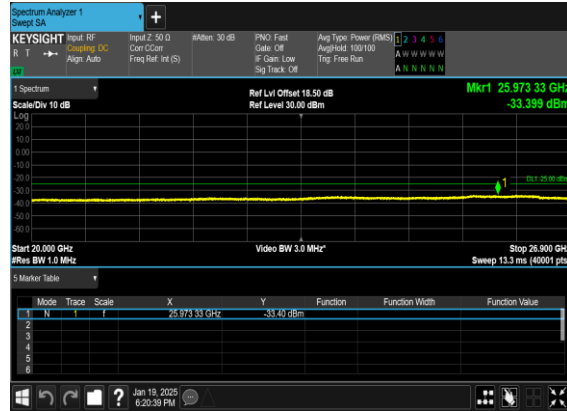 Spectrum Analyzer 1
Swept SA
+
KEYSIGHT Input: RF Input Z: 50 Ω #Atten: 30 dB PNO: Fast Avg Type: Power (RMS) 1 2 3 4 5 6
R T Coupling: DC Corr CCorr Gate: Off Avg|Hold: 100/100 A W W W W W
Align: Auto Freq Ref: Int (S) IF Gain: Low Trig: Free Run
Sig Track: Off A N N N N N
1 Spectrum Ref Lvl Offset 18.50 dB Mkr1 25.973 33 GHz
Scale/Div 10 dB Ref Level 30.00 dBm -33.399 dBm
Log
20.0
10.0
0.00
-10.0
-20.0
-30.0
-40.0
-50.0
-60.0
1
DL1 -25.00 dBm
Start 20.000 GHz Video BW 3.0 MHz* Stop 26.900 GHz
#Res BW 1.0 MHz Sweep 13.3 ms (40001 pts)
5 Marker Table
Mode Trace Scale X Y Function Function Width Function Value
1 N 1 f 25.973 33 GHz -33.40 dBm
2
3
4
5
6
? Jan 19, 2025
6:20:39 PM